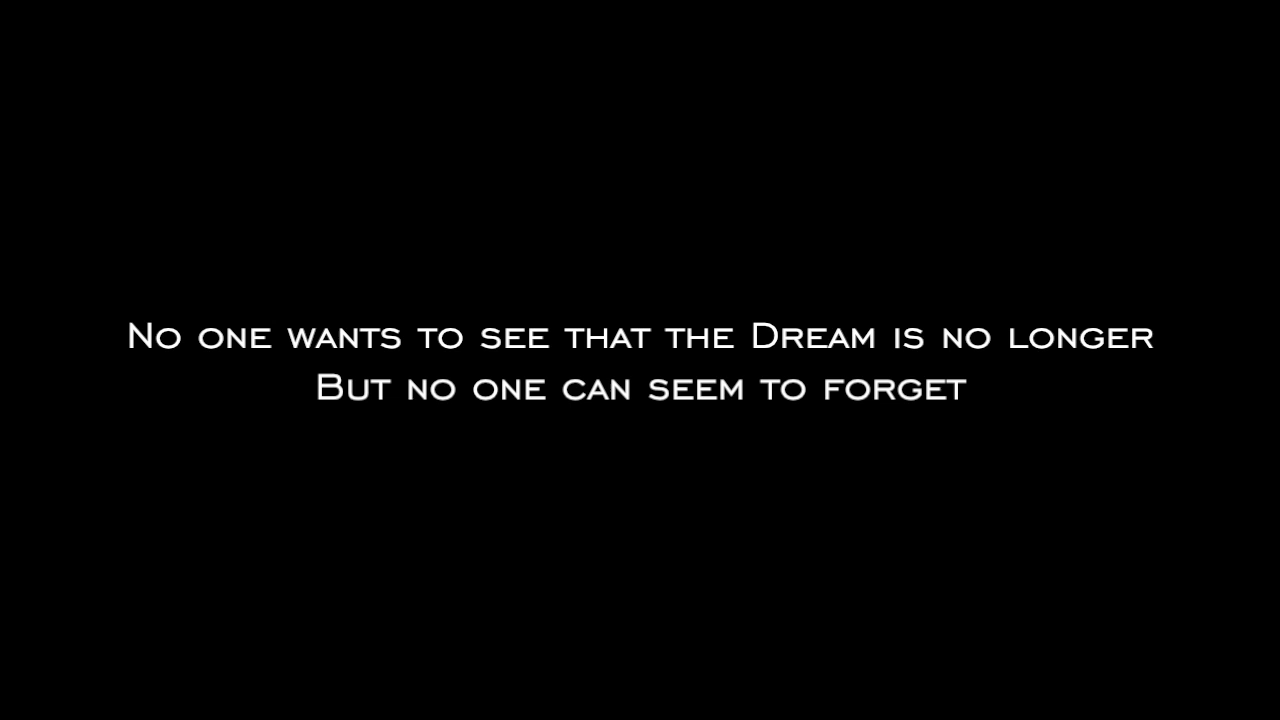 No one wants to see that the Dream is no longer
But no one can seem to forget